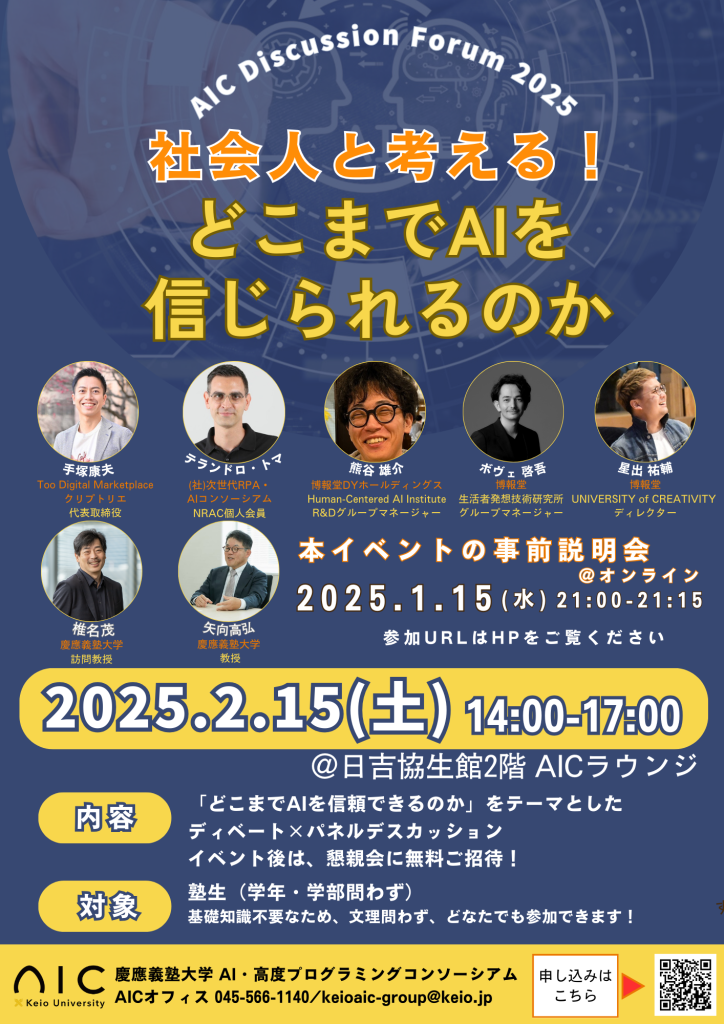 AIC Discussion Forum 2025
社会人と考える！
どこまでAIを
信じられるのか
手塚康夫
Too Digital Marketplace
クリプトリエ
代表取締役
テランドロ・トマ
(社)次世代RPA・
AIコンソーシアム
NRAC個人会員
熊谷 雄介
博報堂DYホールディングス
Human-Centered AI Institute
R&Dグループマネージャー
ボヴェ 啓吾
博報堂
生活者発想技術研究所
グループマネージャー
星出 祐輔
博報堂
UNIVERSITY of CREATIVITY
ディレクター
椎名茂
慶應義塾大学
訪問教授
矢向高弘
慶應義塾大学
教授
本イベントの事前説明会
@オンライン
2025.1.15(水) 21:00-21:15
参加URLはHPをご覧ください
2025.2.15(土) 14:00-17:00
@日吉協生館2階 AICラウンジ
内容
「どこまでAIを信頼できるのか」をテーマとした
ディベート×パネルデスカッション
イベント後は、懇親会に無料ご招待！
対象
塾生（学年・学部問わず）
基礎知識不要なため、文理問わず、どなたでも参加できます！
AIC
Keio University
慶應義塾大学 AI・高度プログラミングコンソーシアム
AICオフィス 045-566-1140／keioaic-group@keio.jp
申し込みは
こちら